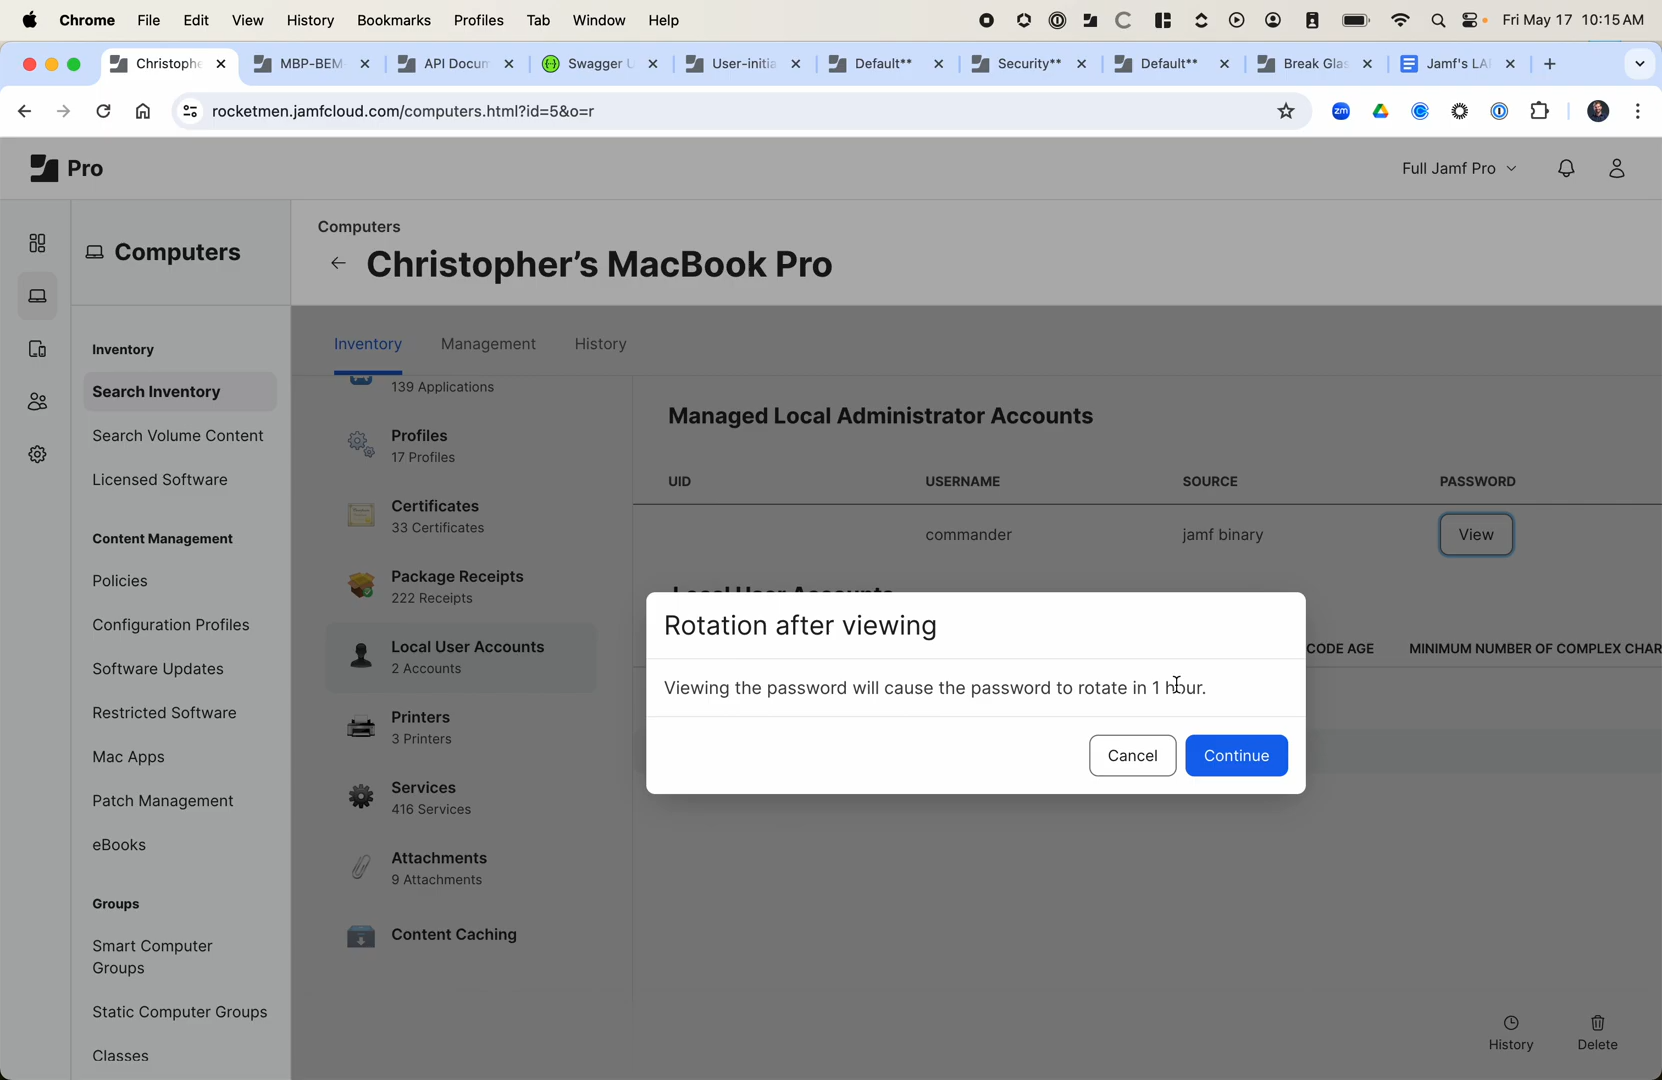 Chrome File Edit View History Bookmarks Profiles Tab Window Help Fri May 17 10:15 AM
Christophe MBP-BEM- API Docum Swagger U User-initia Default** Security** Default** Break Glas Jamf's LA
rocketmen.jamfcloud.com/computers.html?id=5&o=r
zm
Pro
Full Jamf Pro
Computers
Computers
Christopher's MacBook Pro
Inventory
Search Inventory
Search Volume Content
Licensed Software
Content Management
Policies
Configuration Profiles
Software Updates
Restricted Software
Mac Apps
Patch Management
eBooks
Groups
Smart Computer
Groups
Static Computer Groups
Classes
Inventory Management History
139 Applications
Profiles
17 Profiles
Certificates
33 Certificates
Package Receipts
222 Receipts
Local User Accounts
2 Accounts
Printers
3 Printers
Services
416 Services
Attachments
9 Attachments
Content Caching
Managed Local Administrator Accounts
UID USERNAME SOURCE PASSWORD
commander jamf binary View
Local User Accounts
CODE AGE MINIMUM NUMBER OF COMPLEX CHAR
Rotation after viewing
Viewing the password will cause the password to rotate in 1 hour.
Cancel Continue
History Delete